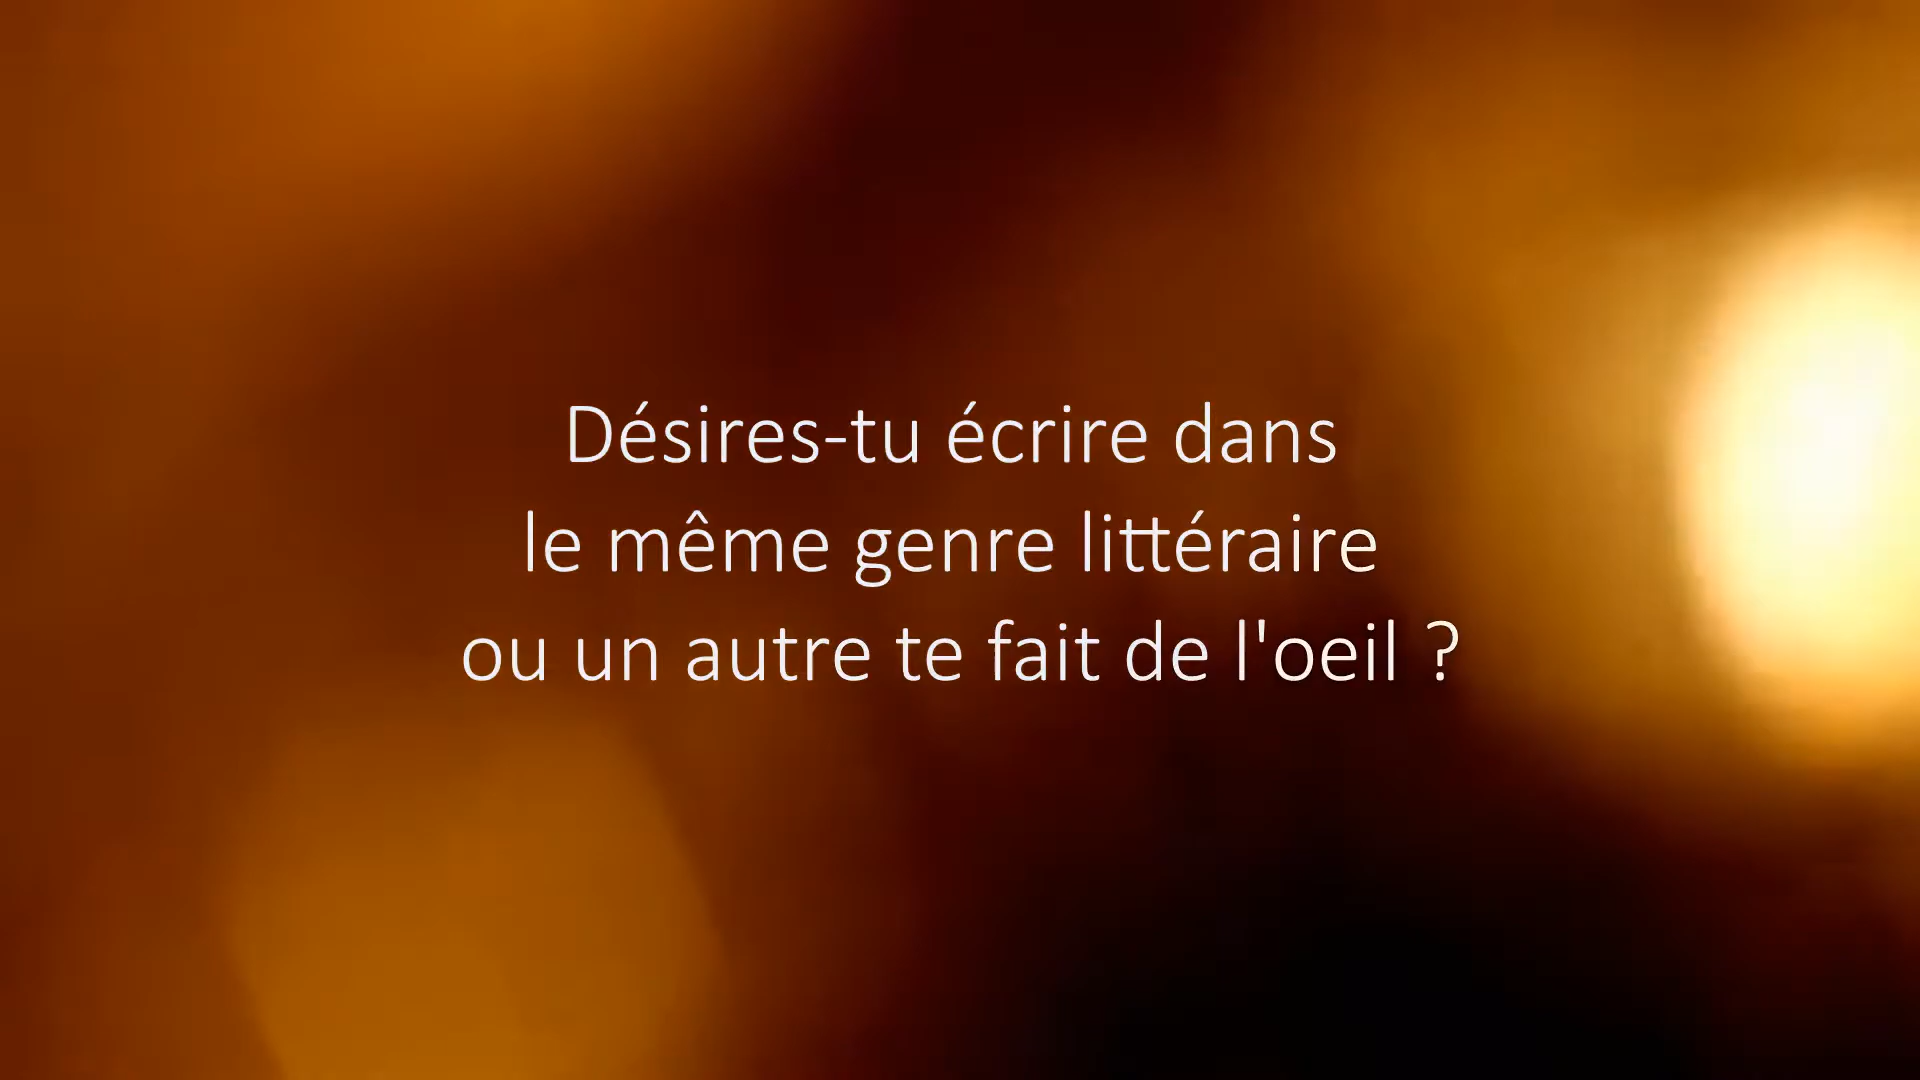 Désires-tu écrire dans
le même genre littéraire
ou un autre te fait de l'oeil ?